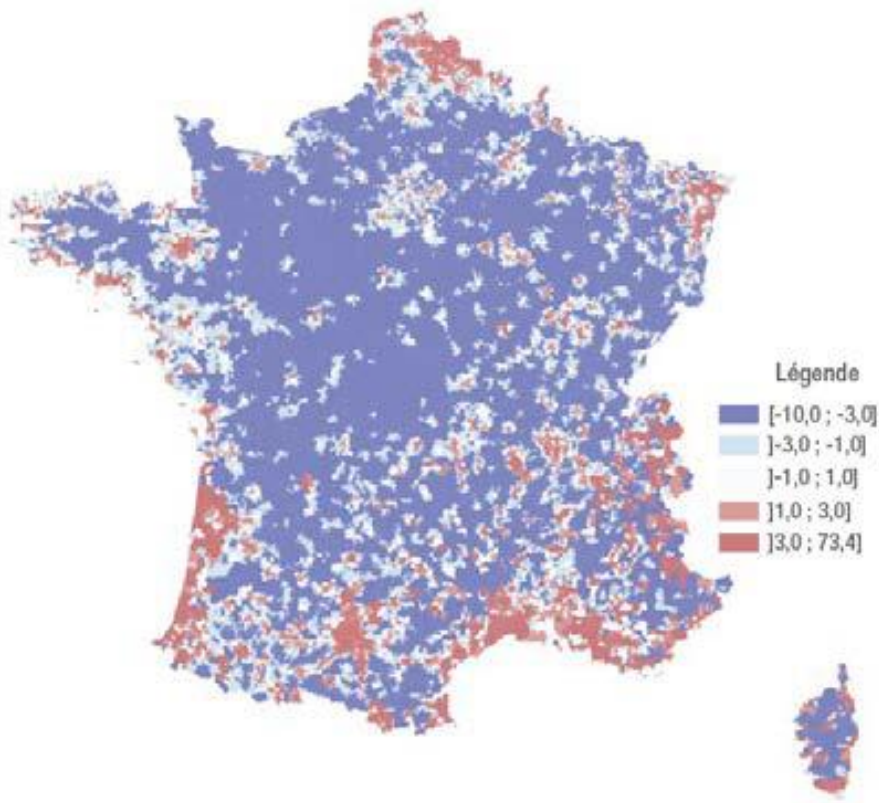 Légende
[-10,0 ; -3,0]
]-3,0 ; -1,0]
]-1,0 ; 1,0]
]1,0 ; 3,0]
]3,0 ; 73,4]